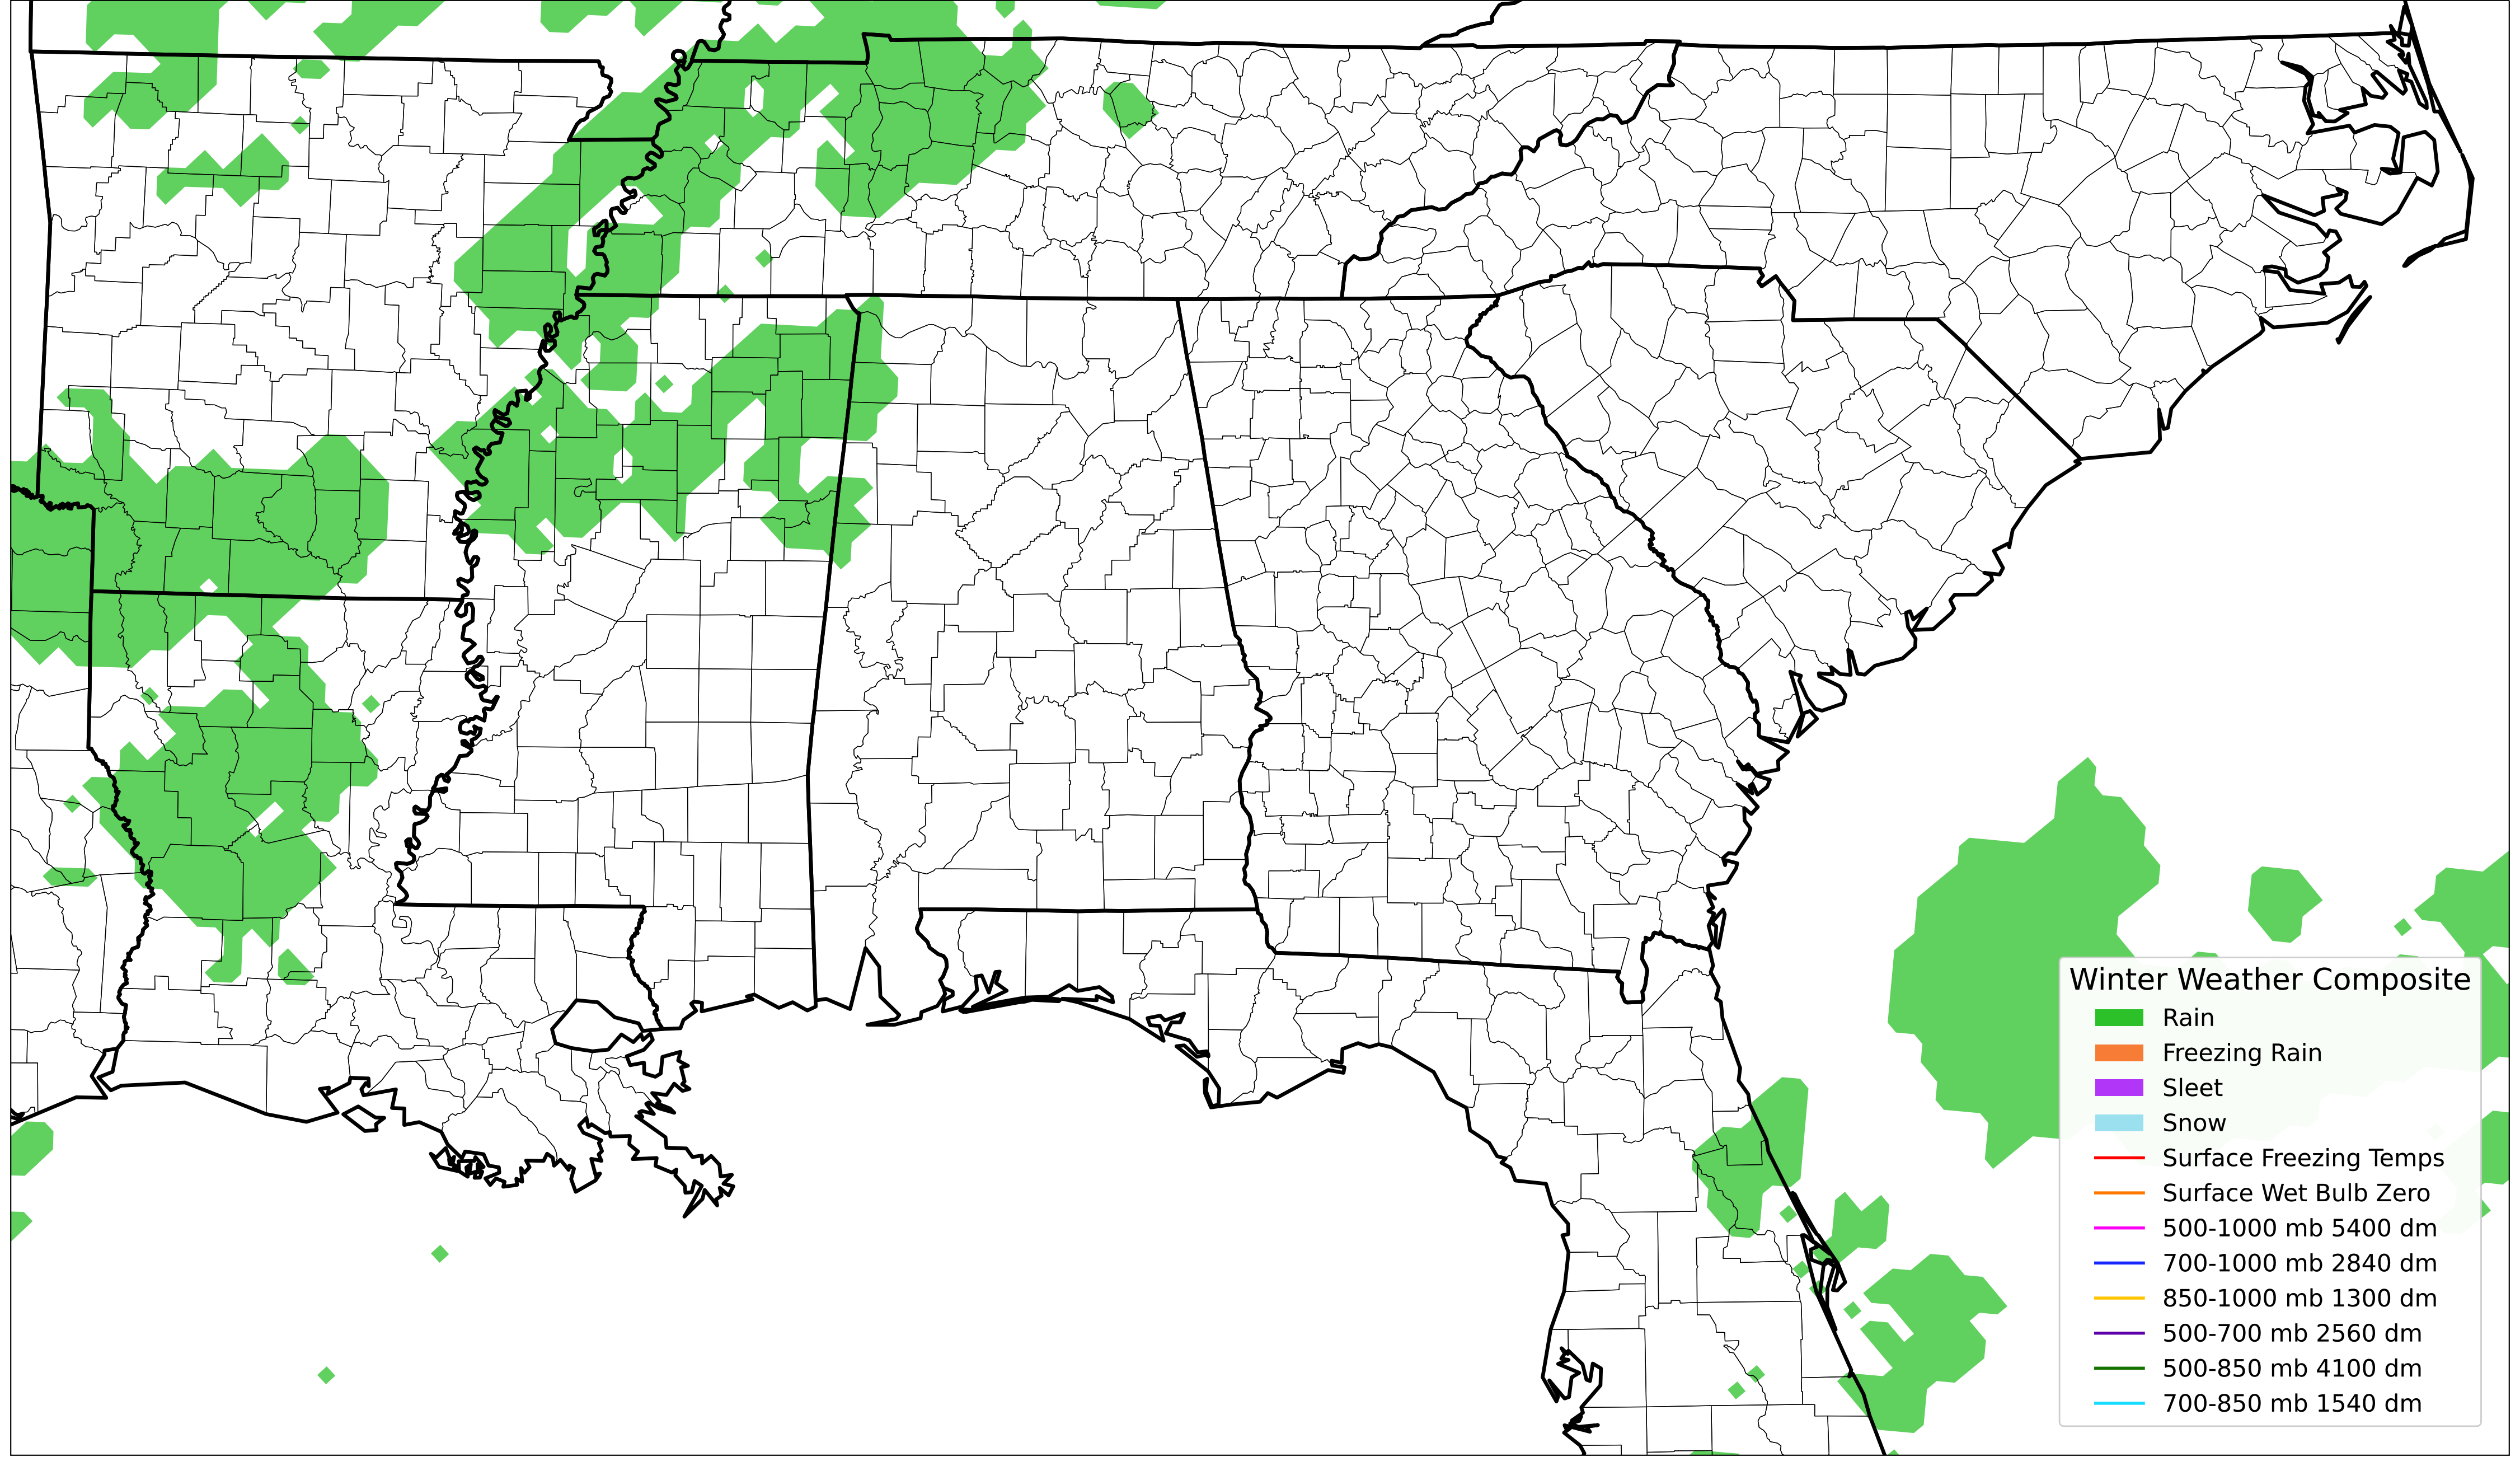 Winter Weather Composite
Rain
Freezing Rain
Sleet
Snow
Surface Freezing Temps
Surface Wet Bulb Zero
500-1000 mb 5400 dm
700-1000 mb 2840 dm
850-1000 mb 1300 dm
500-700 mb 2560 dm
500-850 mb 4100 dm
700-850 mb 1540 dm